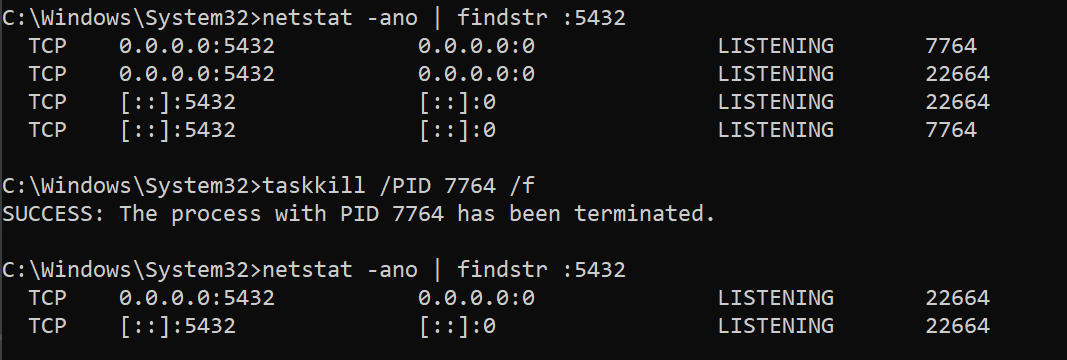 C:\Windows\System32>netstat -ano | findstr :5432
TCP 0.0.0.0:5432 0.0.0.0:0 LISTENING 7764
TCP 0.0.0.0:5432 0.0.0.0:0 LISTENING 22664
TCP [::]:5432 [::]:0 LISTENING 22664
TCP [::]:5432 [::]:0 LISTENING 7764
C:\Windows\System32>taskkill /PID 7764 /f
SUCCESS: The process with PID 7764 has been terminated.
C:\Windows\System32>netstat -ano | findstr :5432
TCP 0.0.0.0:5432 0.0.0.0:0 LISTENING 22664
TCP [::]:5432 [::]:0 LISTENING 22664